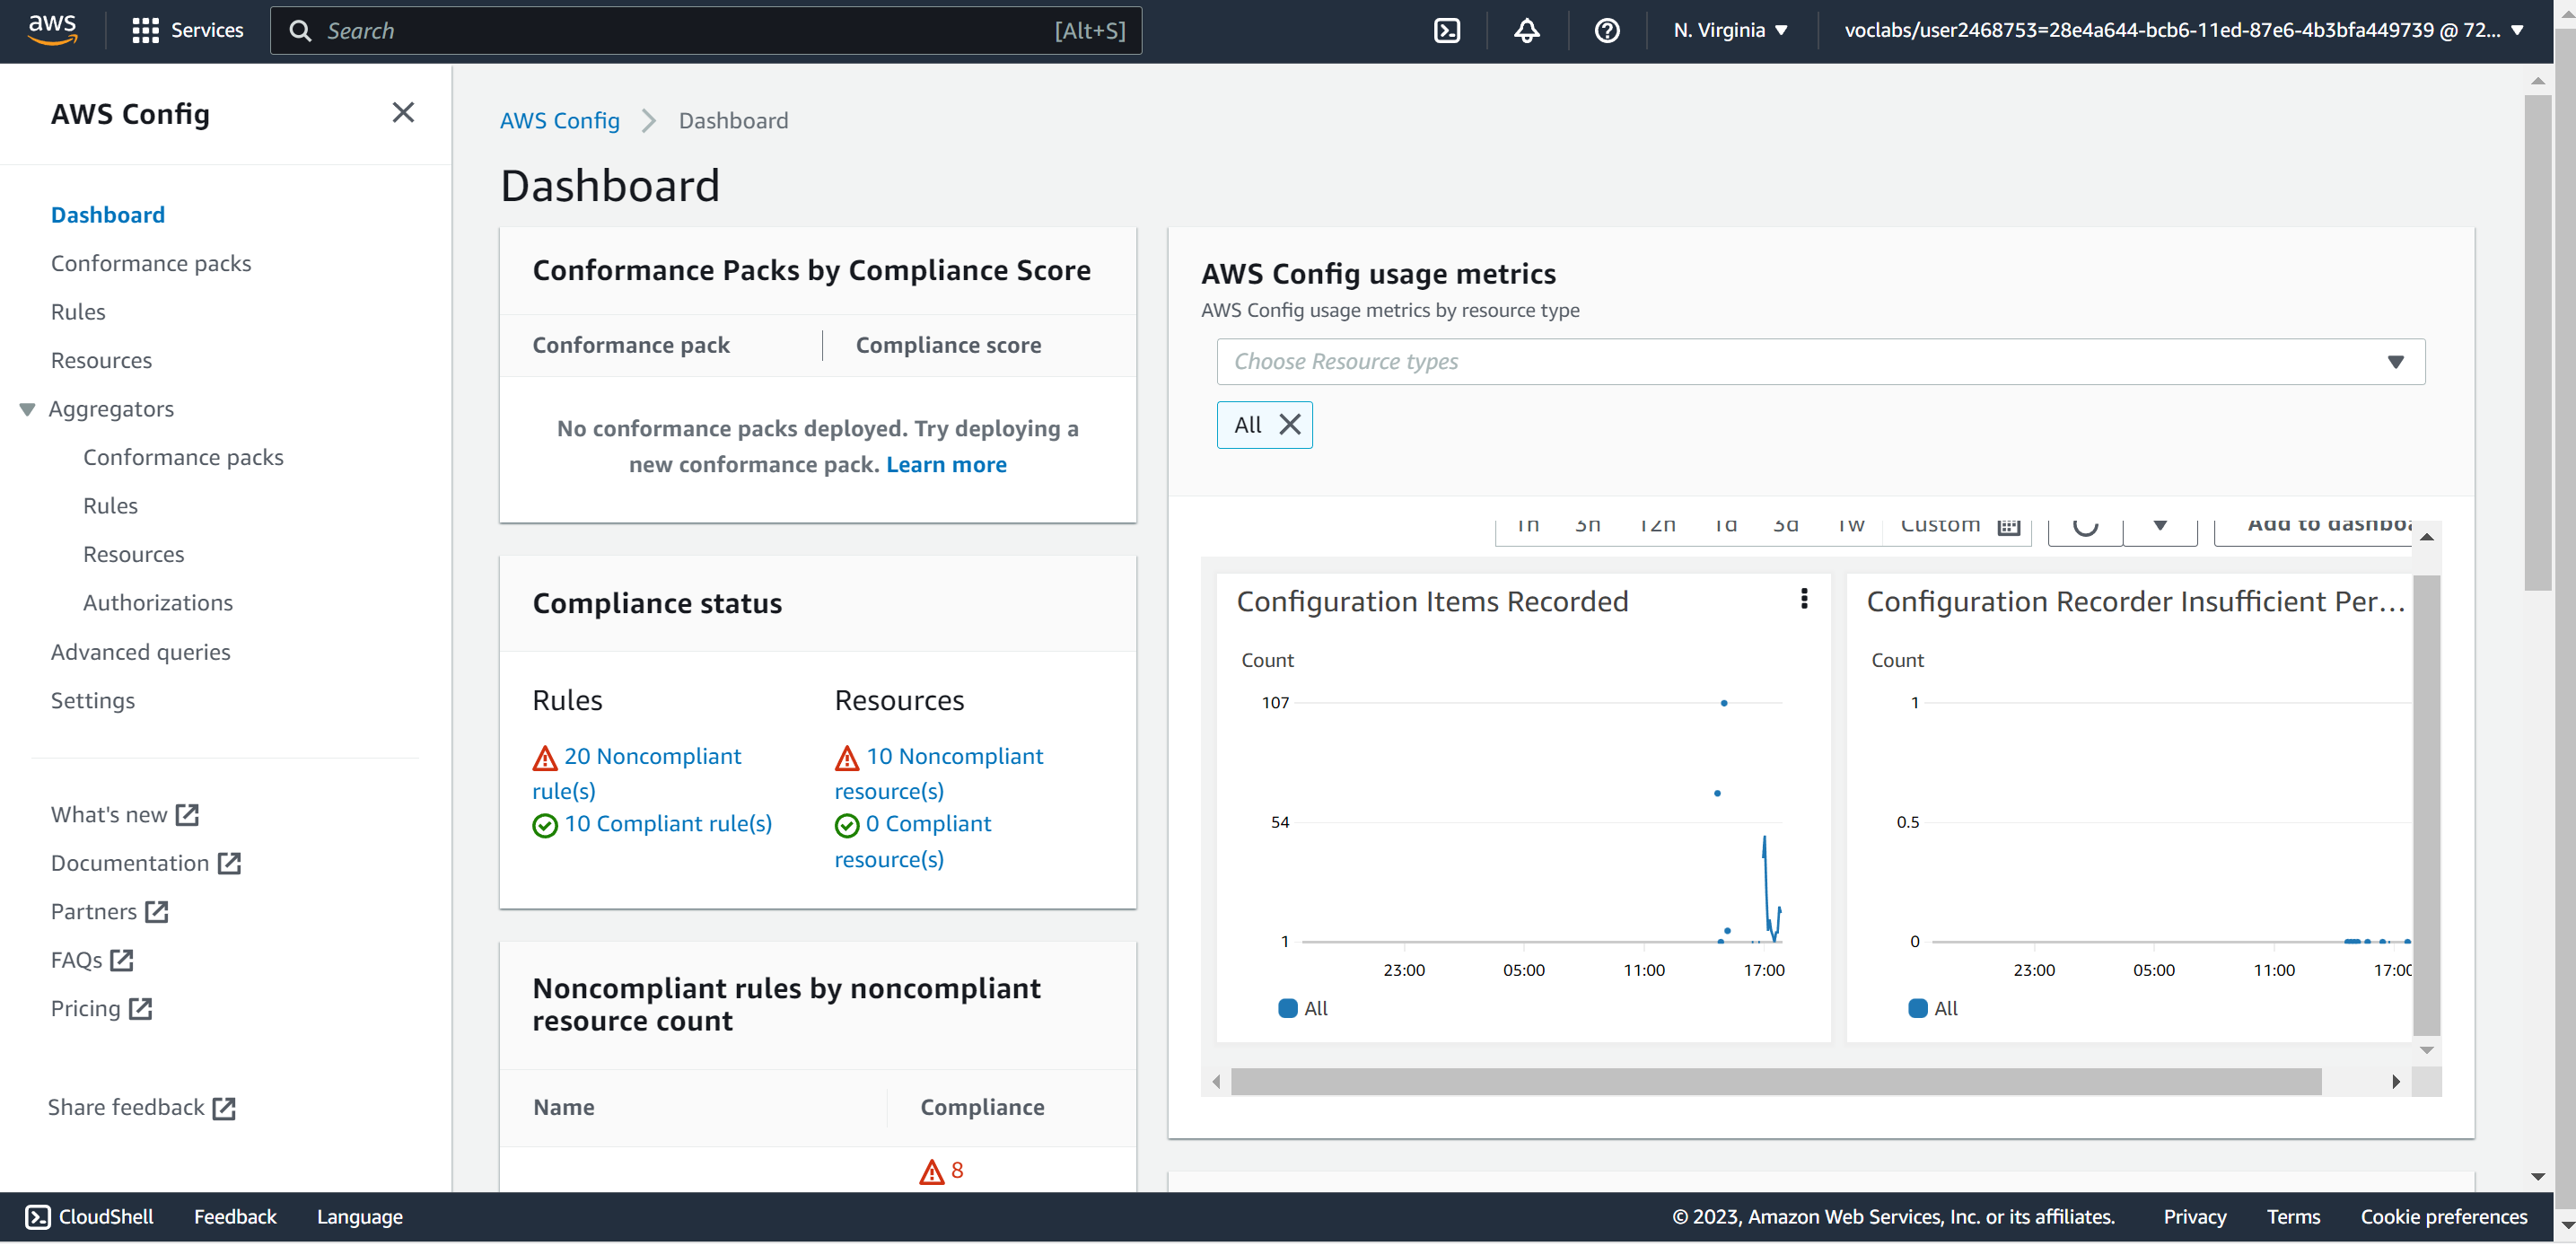 aws
Services
Search
[Alt+S]
N. Virginia
voclabs/user2468753=28e4a644-bcb6-11ed-87e6-4b3bfa449739 @ 72...
AWS Config
Dashboard
Conformance packs
Rules
Resources
Aggregators
Conformance packs
Rules
Resources
Authorizations
Advanced queries
Settings
What's new
Documentation
Partners
FAQs
Pricing
Share feedback
AWS Config
Dashboard
Dashboard
Conformance Packs by Compliance Score
Conformance pack
Compliance score
No conformance packs deployed. Try deploying a
new conformance pack. Learn more
Compliance status
Rules
20 Noncompliant
rule(s)
10 Compliant rule(s)
Resources
10 Noncompliant
resource(s)
0 Compliant
resource(s)
Noncompliant rules by noncompliant
resource count
Name
Compliance
8
AWS Config usage metrics
AWS Config usage metrics by resource type
Choose Resource types
All
1h 3h 12h 1d 3d 1w Custom
Add to dashboa
Configuration Items Recorded
Count
107
54
1
23:00 05:00 11:00 17:00
All
Configuration Recorder Insufficient Per...
Count
1
0.5
0
23:00 05:00 11:00 17:00
All
CloudShell
Feedback
Language
© 2023, Amazon Web Services, Inc. or its affiliates.
Privacy
Terms
Cookie preferences